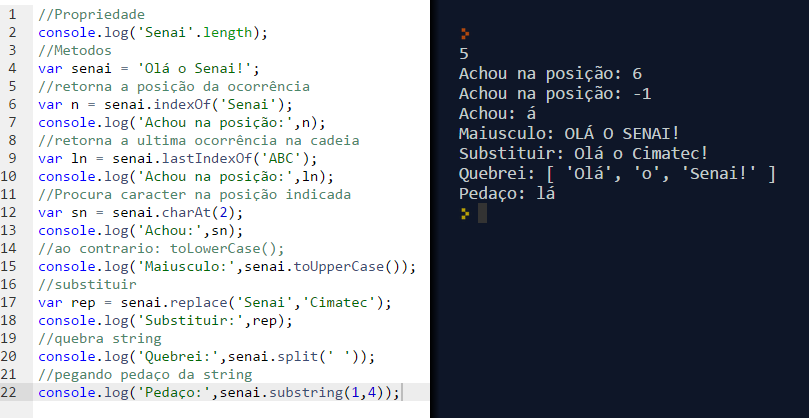 1 //Propriedade
2 console.log('Senai'.length);
3 //Metodos
4 var senai = 'Olá o Senai!';
5 //retorna a posição da ocorrência
6 var n = senai.indexOf('Senai');
7 console.log('Achou na posição:',n);
8 //retorna a ultima ocorrência na cadeia
9 var ln = senai.lastIndexOf('ABC');
10 console.log('Achou na posição:',ln);
11 //Procura caracter na posição indicada
12 var sn = senai.charAt(2);
13 console.log('Achou:',sn);
14 //ao contrario: toLowerCase();
15 console.log('Maiusculo:',senai.toUpperCase());
16 //substituir
17 var rep = senai.replace('Senai','Cimatec');
18 console.log('Substituir:',rep);
19 //quebra string
20 console.log('Quebrei:',senai.split(' '));
21 //pegando pedaço da string
22 console.log('Pedaço:',senai.substring(1,4));
>
5
Achou na posição: 6
Achou na posição: -1
Achou: á
Maiusculo: OLÁ O SENAI!
Substituir: Olá o Cimatec!
Quebrei: [ 'Olá', 'o', 'Senai!' ]
Pedaço: lá
>